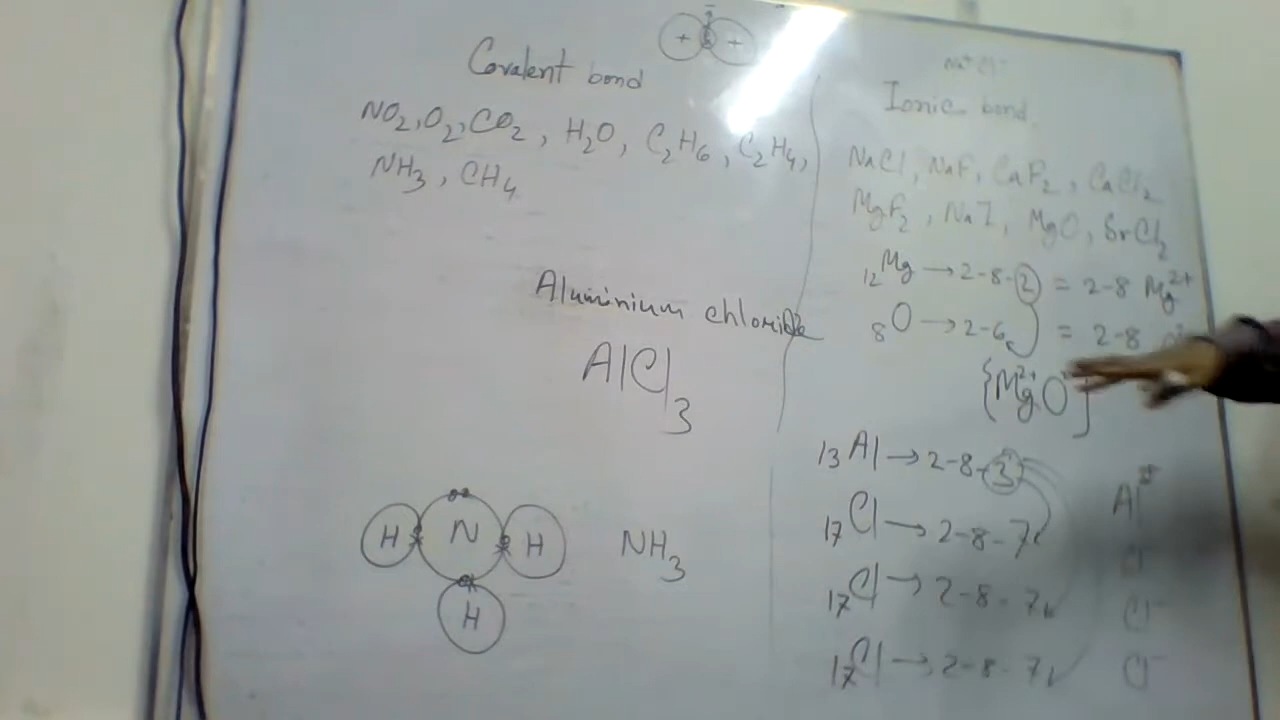 Covalent bond
NO2, O2, CO2, H2O, C2H6, C2H4,
NH3, CH4
Aluminium chloride
AlCl3
H N H
H
NH3
Na+ Cl-
Ionic bond
NaCl, NaF, CaF2, CaCl2
MgF2, NaI, MgO, SrCl2
12Mg → 2-8-2 = 2-8 Mg2+
8O → 2-6 = 2-8
{Mg2+ O]
13Al → 2-8-3
17Cl → 2-8-7
17Cl → 2-8-7
17Cl → 2-8-7
Al
Cl-
Cl-
Cl-